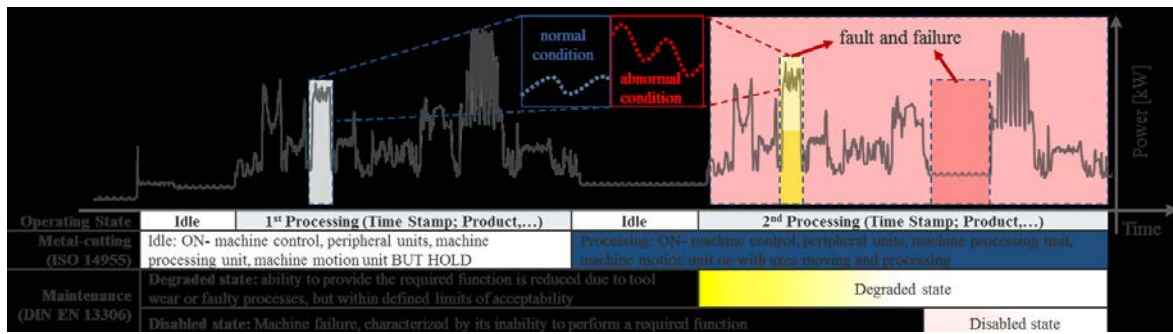 normal
condition
abnormal
condition
fault and failure
Power [kW]
Time
Operating State
Idle
1st Processing (Time Stamp; Product,…)
Idle
2nd Processing (Time Stamp; Product,…)
Metal-cutting
(ISO 14955)
Idle: ON- machine control, peripheral units, machine
processing unit, machine motion unit BUT HOLD
Processing: ON- machine control, peripheral units, machine processing unit,
machine motion unit on with axes moving and processing
Maintenance
(DIN EN 13306)
Degraded state: ability to provide the required function is reduced due to tool
wear or faulty processes, but within defined limits of acceptability
Degraded state
Disabled state: Machine failure, characterized by its inability to perform a required function
Disabled state